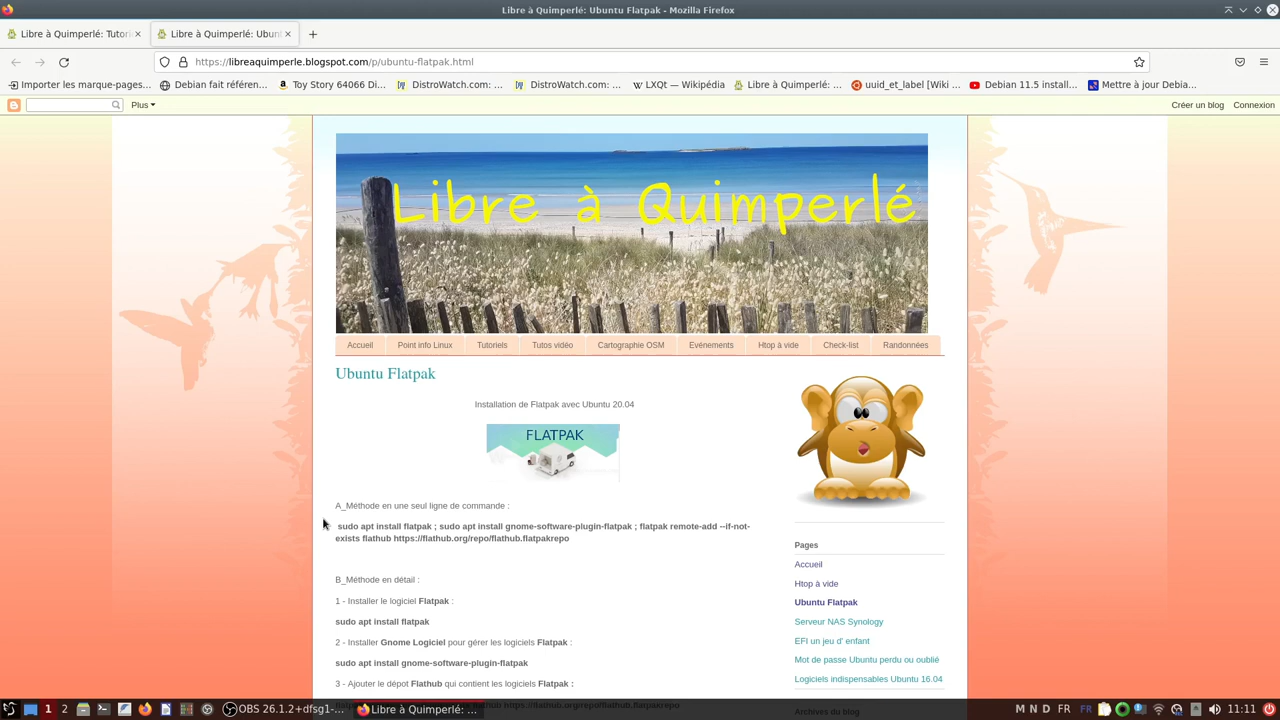 Libre à Quimperlé: Ubuntu Flatpak - Mozilla Firefox
Libre à Quimperlé: Tutori
Libre à Quimperlé: Ubunt
https://libreaquimperle.blogspot.com/p/ubuntu-flatpak.html
Importer les marque-pages...
Debian fait référen...
Toy Story 64066 Di...
DistroWatch.com: ...
DistroWatch.com: ...
LXQt — Wikipédia
Libre à Quimperlé: ...
uuid_et_label [Wiki ...
Debian 11.5 install...
Mettre à jour Debia...
Plus
Créer un blog
Connexion
Libre à Quimperlé
Accueil
Point info Linux
Tutoriels
Tutos vidéo
Cartographie OSM
Evénements
Htop à vide
Check-list
Randonnées
Ubuntu Flatpak
Installation de Flatpak avec Ubuntu 20.04
FLATPAK
A_Méthode en une seul ligne de commande :
sudo apt install flatpak ; sudo apt install gnome-software-plugin-flatpak ; flatpak remote-add --if-not-
exists flathub https://flathub.org/repo/flathub.flatpakrepo
B_Méthode en détail :
1 - Installer le logiciel Flatpak :
sudo apt install flatpak
2 - Installer Gnome Logiciel pour gérer les logiciels Flatpak :
sudo apt install gnome-software-plugin-flatpak
3 - Ajouter le dépot Flathub qui contient les logiciels Flatpak :
Pages
Accueil
Htop à vide
Ubuntu Flatpak
Serveur NAS Synology
EFI un jeu d' enfant
Mot de passe Ubuntu perdu ou oublié
Logiciels indispensables Ubuntu 16.04
Archives du blog
1
2
OBS 26.1.2+dfsg1-...
Libre à Quimperlé: ...
M N D FR
FR
11:11